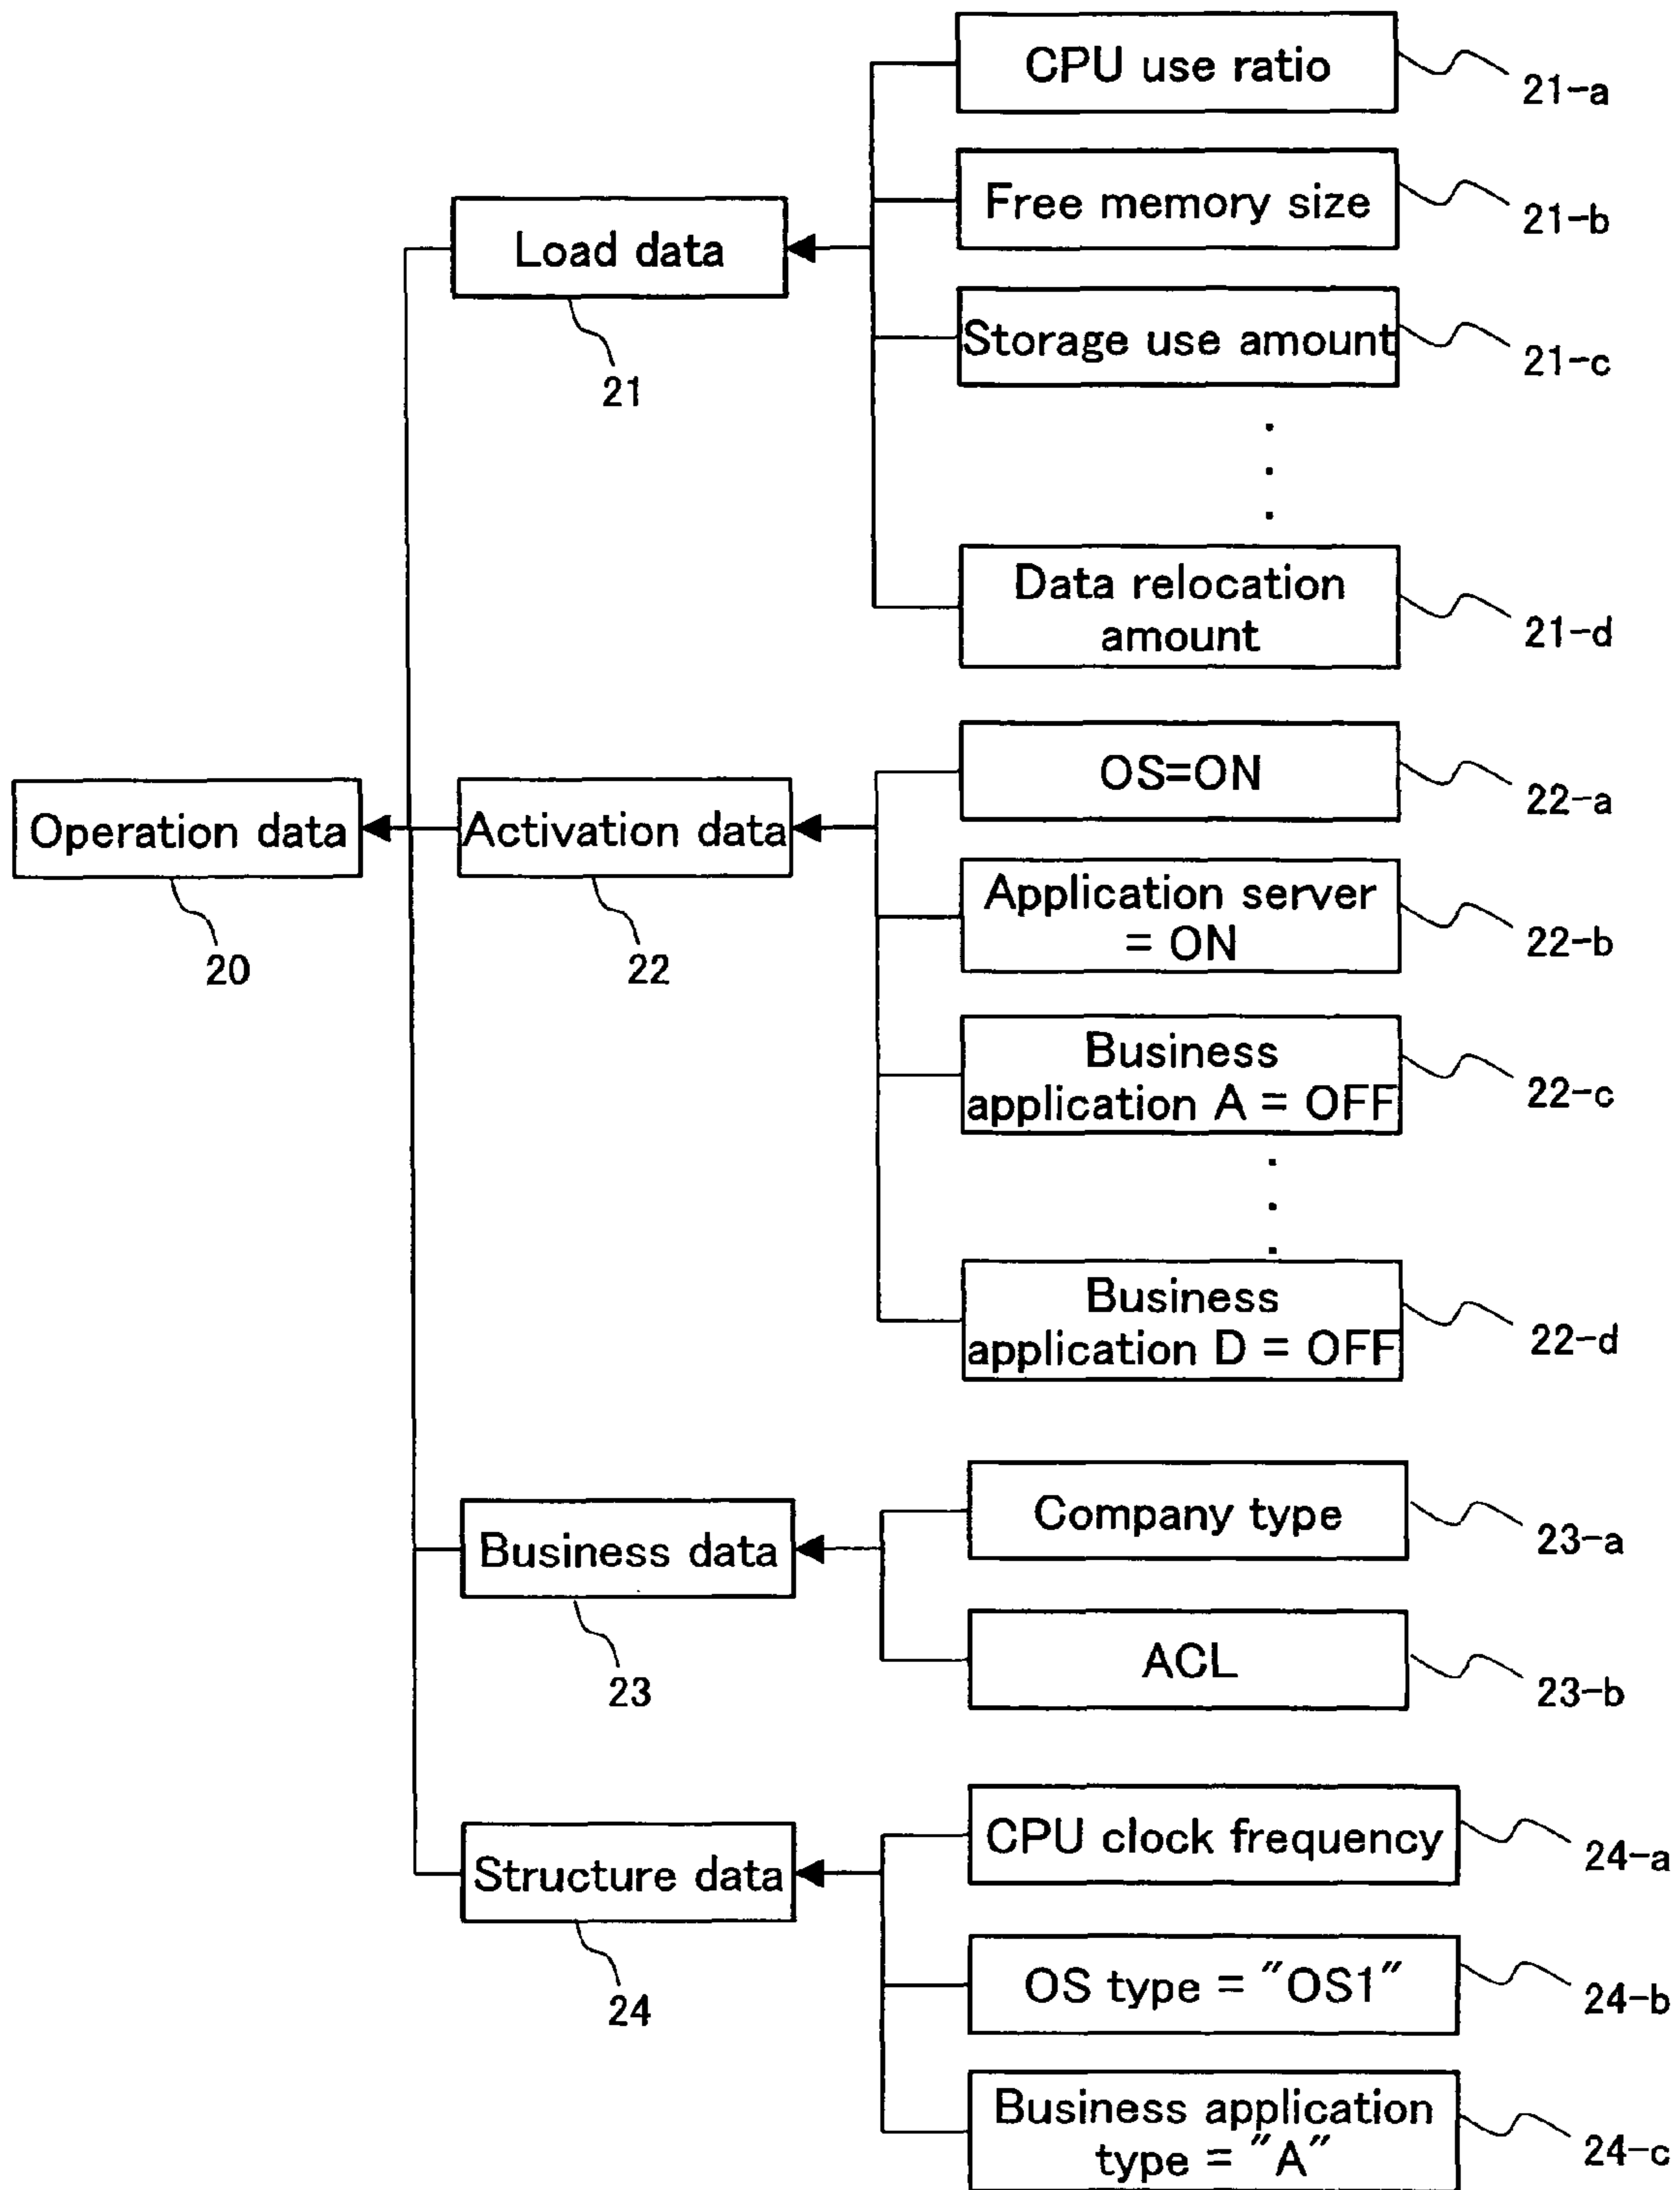 CPU use ratio
21-a
Free memory size
21-b
Load data
21
Storage use amount
21-c
Data relocation
amount
21-d
OS=ON
22-a
Operation data
20
Activation data
22
Application server
= ON
22-b
Business
application A = OFF
22-c
Business
application D = OFF
22-d
Company type
23-a
Business data
23
ACL
23-b
CPU clock frequency
24-a
Structure data
24
OS type = "OS1"
24-b
Business application
type = "A"
24-c